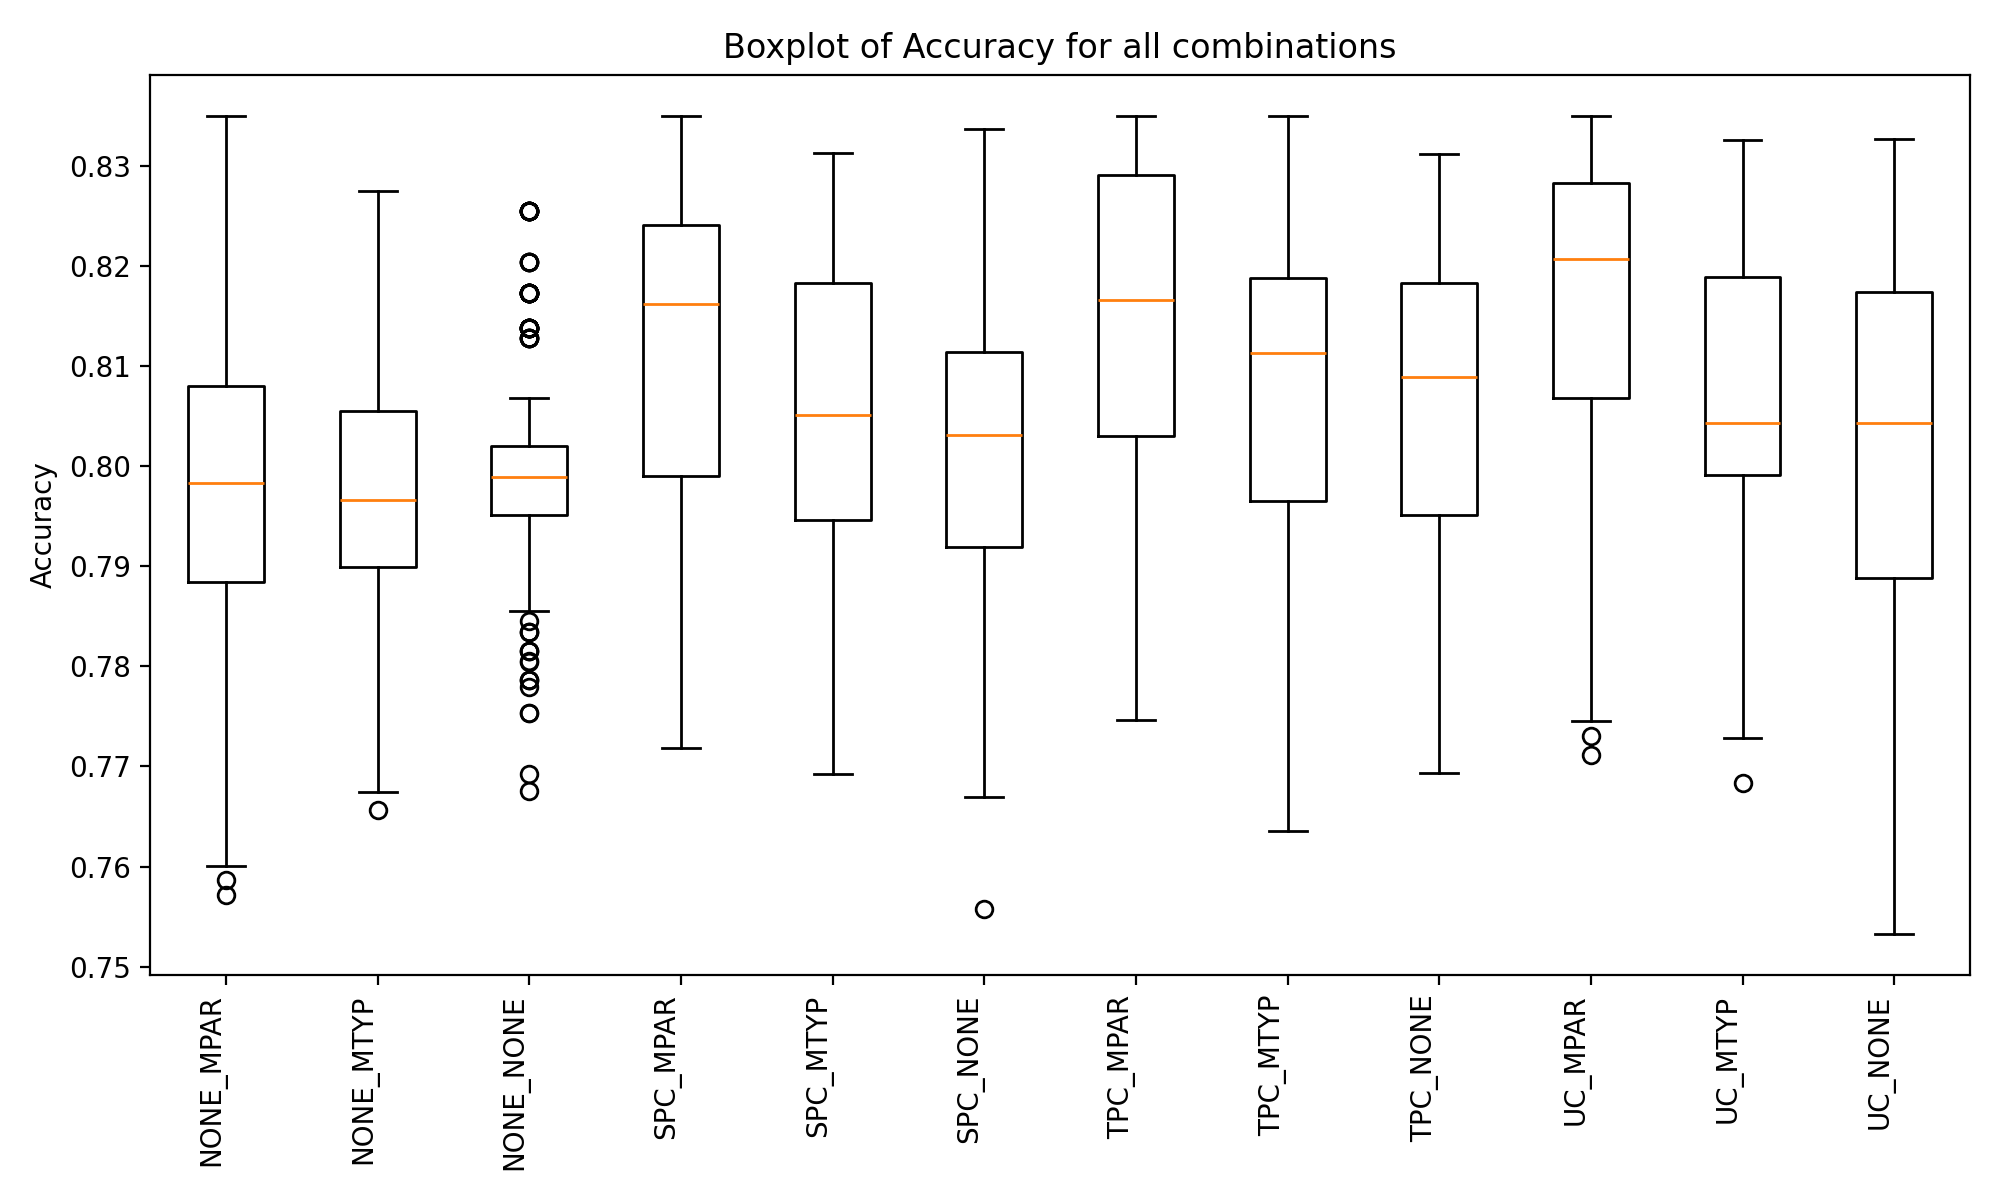 Boxplot of Accuracy for all combinations
Accuracy
0.83
0.82
0.81
0.80
0.79
0.78
0.77
0.76
0.75
NONE_MPAR
NONE_MTYP
NONE_NONE
SPC_MPAR
SPC_MTYP
SPC_NONE
TPC_MPAR
TPC_MTYP
TPC_NONE
UC_MPAR
UC_MTYP
UC_NONE